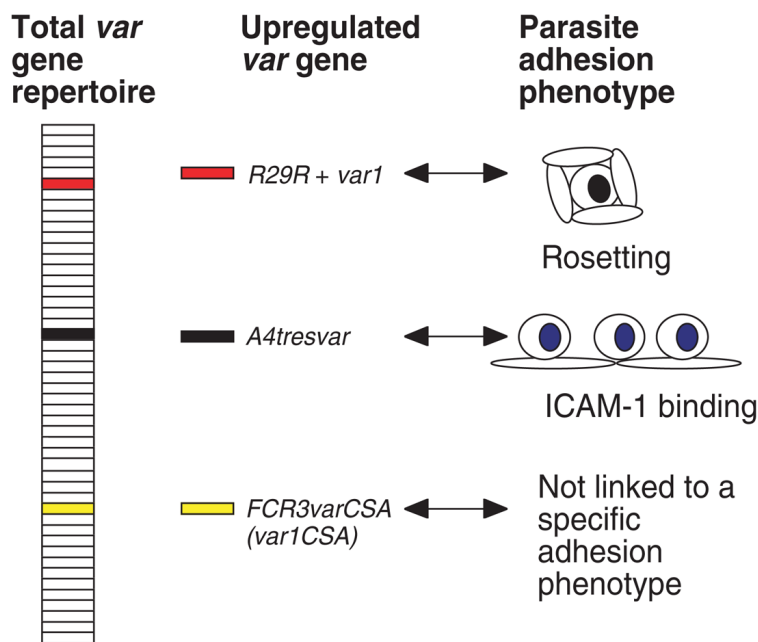 Total var
gene
repertoire
Upregulated
var gene
Parasite
adhesion
phenotype
R29R + var1
Rosetting
A4tresvar
ICAM-1 binding
FCR3varCSA
(var1CSA)
Not linked to a
specific
adhesion
phenotype